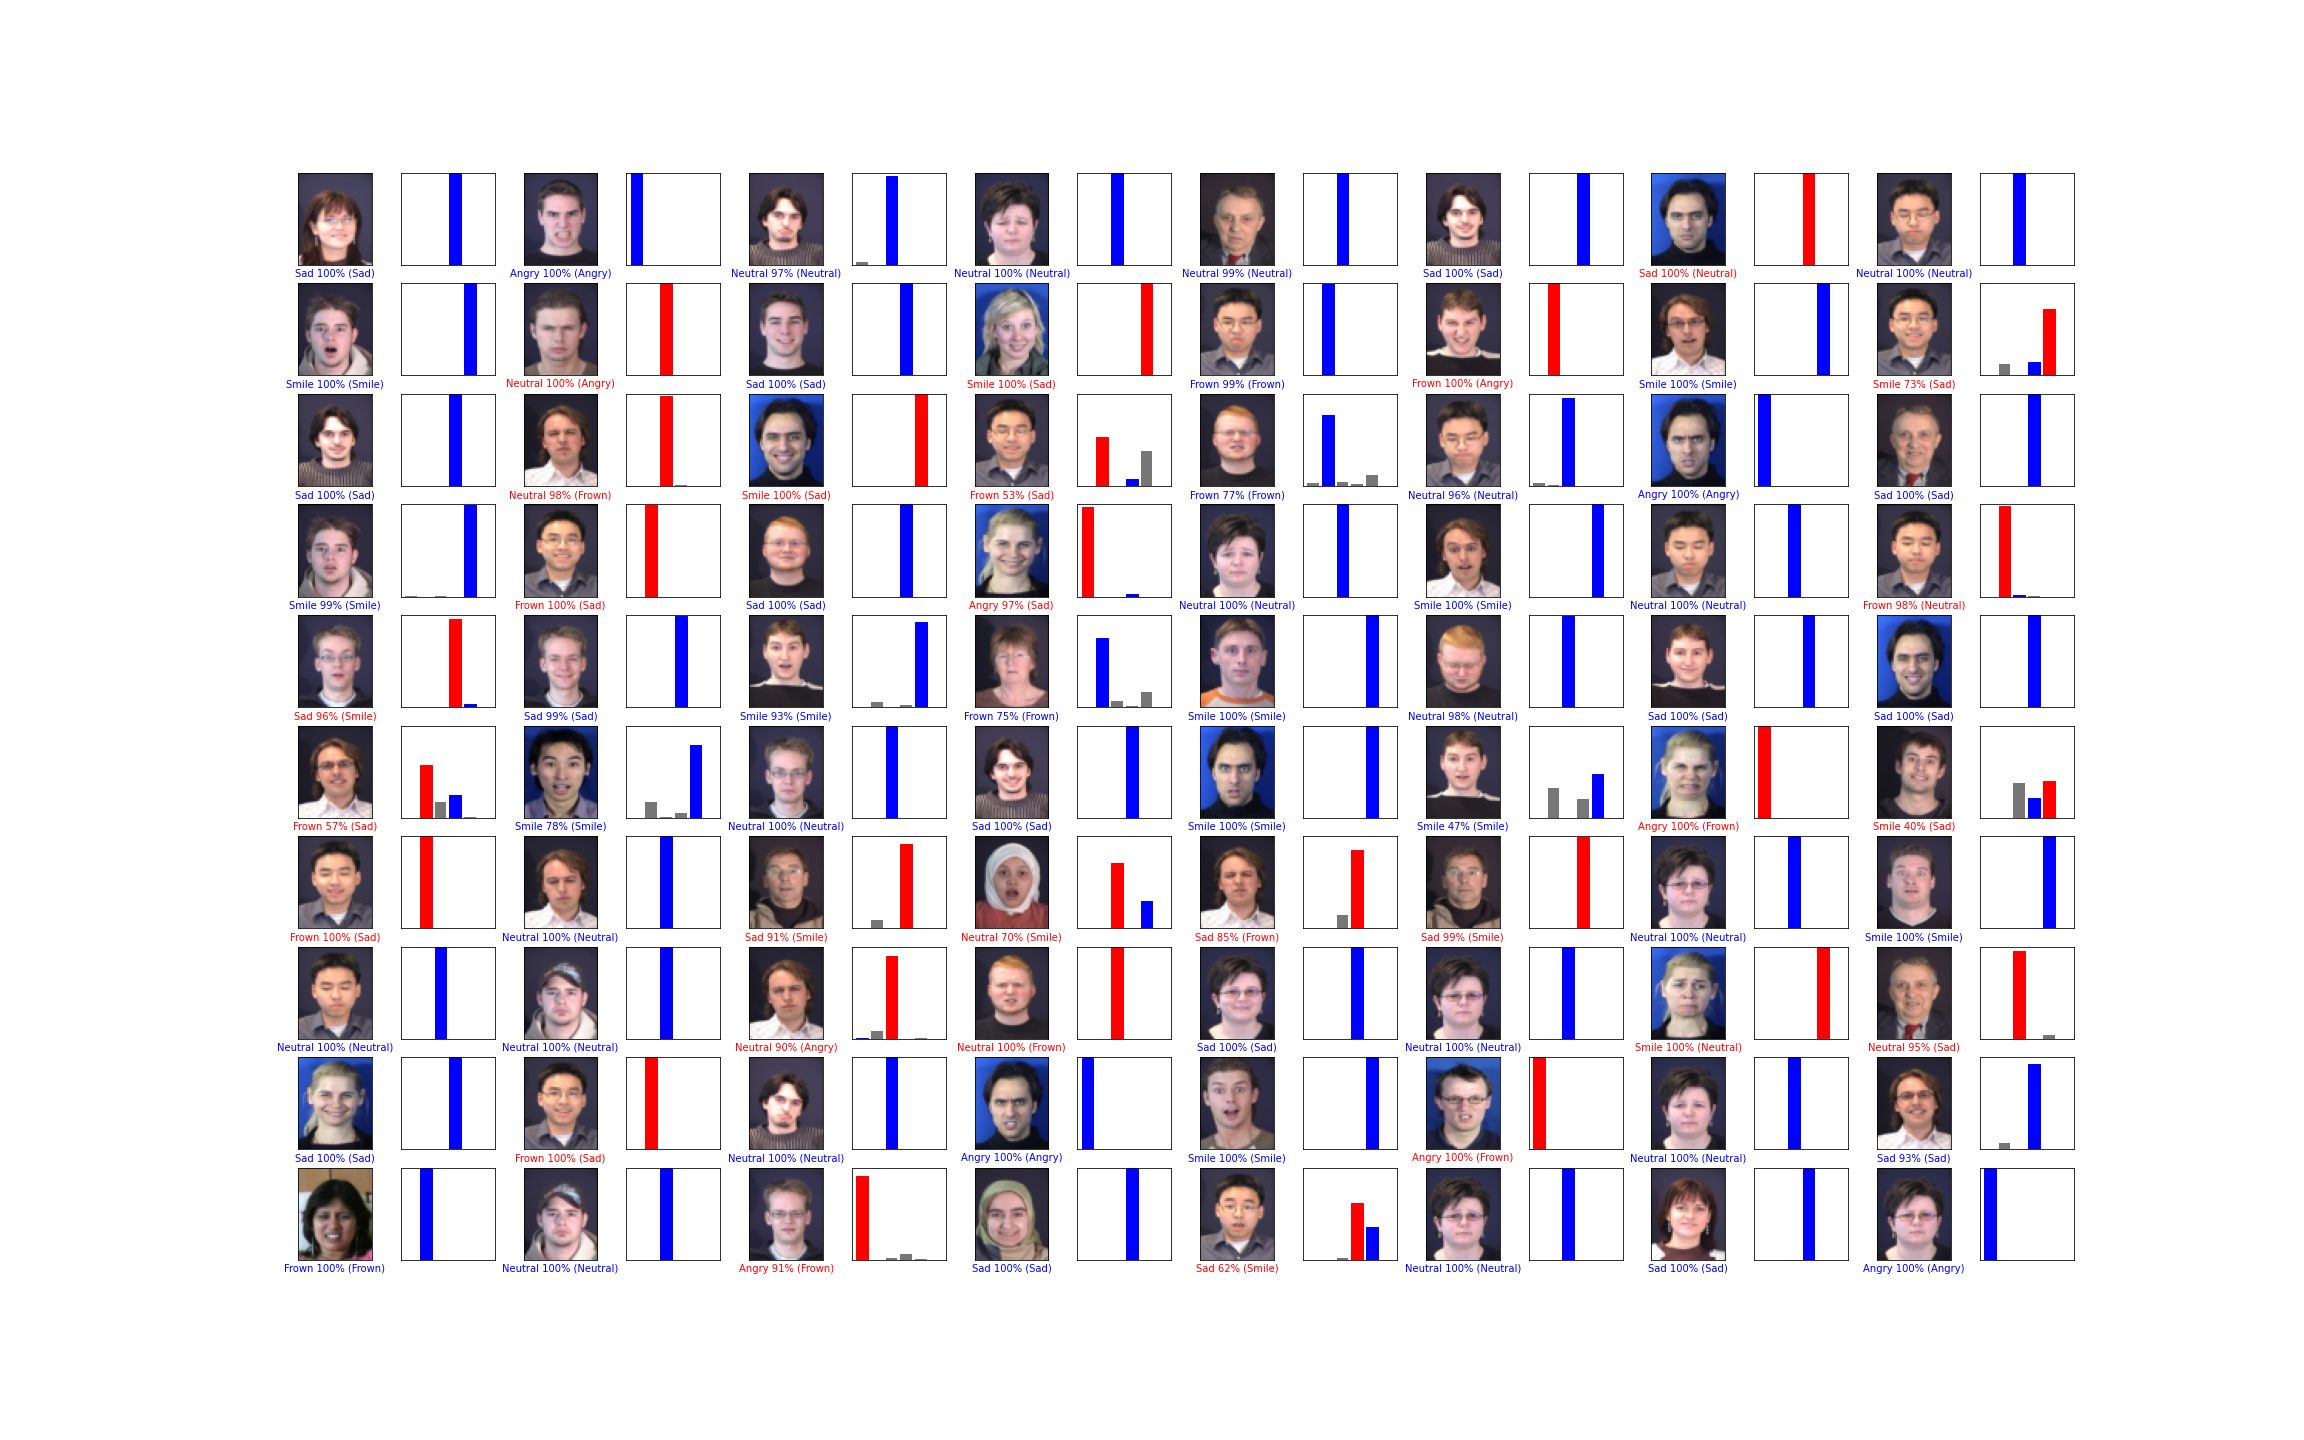 Sad 100% (Sad) Angry 100% (Angry) Neutral 97% (Neutral) Neutral 100% (Neutral) Neutral 99% (Neutral) Sad 100% (Sad) Sad 100% (Neutral) Neutral 100% (Neutral)
Smile 100% (Smile) Neutral 100% (Angry) Sad 100% (Sad) Smile 100% (Sad) Frown 99% (Frown) Frown 100% (Angry) Smile 100% (Smile) Smile 73% (Sad)
Sad 100% (Sad) Neutral 98% (Frown) Smile 100% (Sad) Frown 53% (Sad) Frown 77% (Frown) Neutral 96% (Neutral) Angry 100% (Angry) Sad 100% (Sad)
Smile 99% (Smile) Frown 100% (Sad) Sad 100% (Sad) Angry 97% (Sad) Neutral 100% (Neutral) Smile 100% (Smile) Neutral 100% (Neutral) Frown 98% (Neutral)
Sad 96% (Smile) Sad 99% (Sad) Smile 93% (Smile) Frown 75% (Frown) Smile 100% (Smile) Neutral 98% (Neutral) Sad 100% (Sad) Sad 100% (Sad)
Frown 57% (Sad) Smile 78% (Smile) Neutral 100% (Neutral) Sad 100% (Sad) Smile 100% (Smile) Smile 47% (Smile) Angry 100% (Frown) Smile 40% (Sad)
Frown 100% (Sad) Neutral 100% (Neutral) Sad 91% (Smile) Neutral 70% (Smile) Sad 85% (Frown) Sad 99% (Smile) Neutral 100% (Neutral) Smile 100% (Smile)
Neutral 100% (Neutral) Neutral 100% (Neutral) Neutral 90% (Angry) Neutral 100% (Frown) Sad 100% (Sad) Neutral 100% (Neutral) Smile 100% (Neutral) Neutral 95% (Sad)
Sad 100% (Sad) Frown 100% (Sad) Neutral 100% (Neutral) Angry 100% (Angry) Smile 100% (Smile) Angry 100% (Frown) Neutral 100% (Neutral) Sad 93% (Sad)
Frown 100% (Frown) Neutral 100% (Neutral) Angry 91% (Frown) Sad 100% (Sad) Sad 62% (Smile) Neutral 100% (Neutral) Sad 100% (Sad) Angry 100% (Angry)